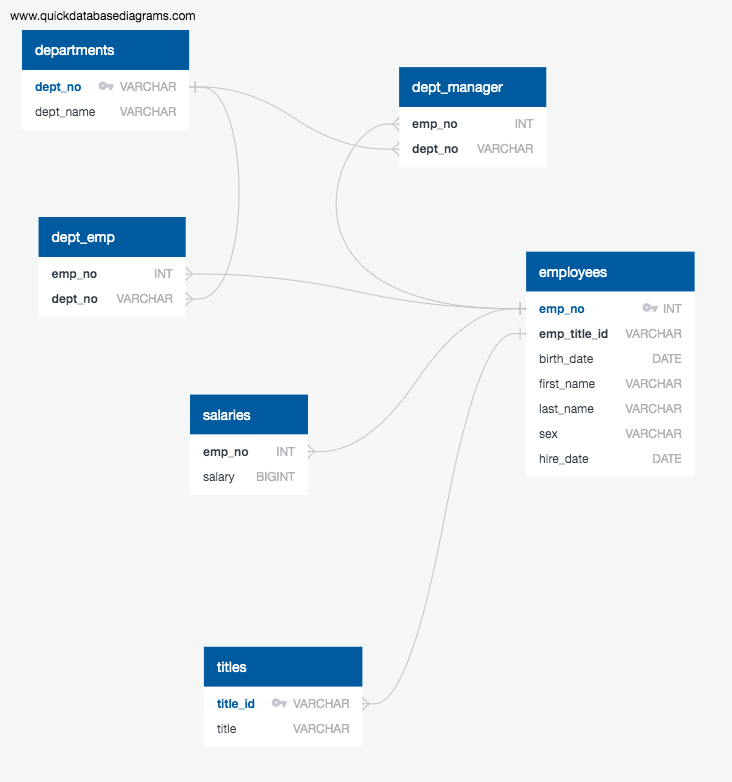 www.quickdatabasediagrams.com
departments
dept_no VARCHAR
dept_name VARCHAR
dept_manager
emp_no INT
dept_no VARCHAR
dept_emp
emp_no INT
dept_no VARCHAR
employees
emp_no INT
emp_title_id VARCHAR
birth_date DATE
first_name VARCHAR
last_name VARCHAR
sex VARCHAR
hire_date DATE
salaries
emp_no INT
salary BIGINT
titles
title_id VARCHAR
title VARCHAR